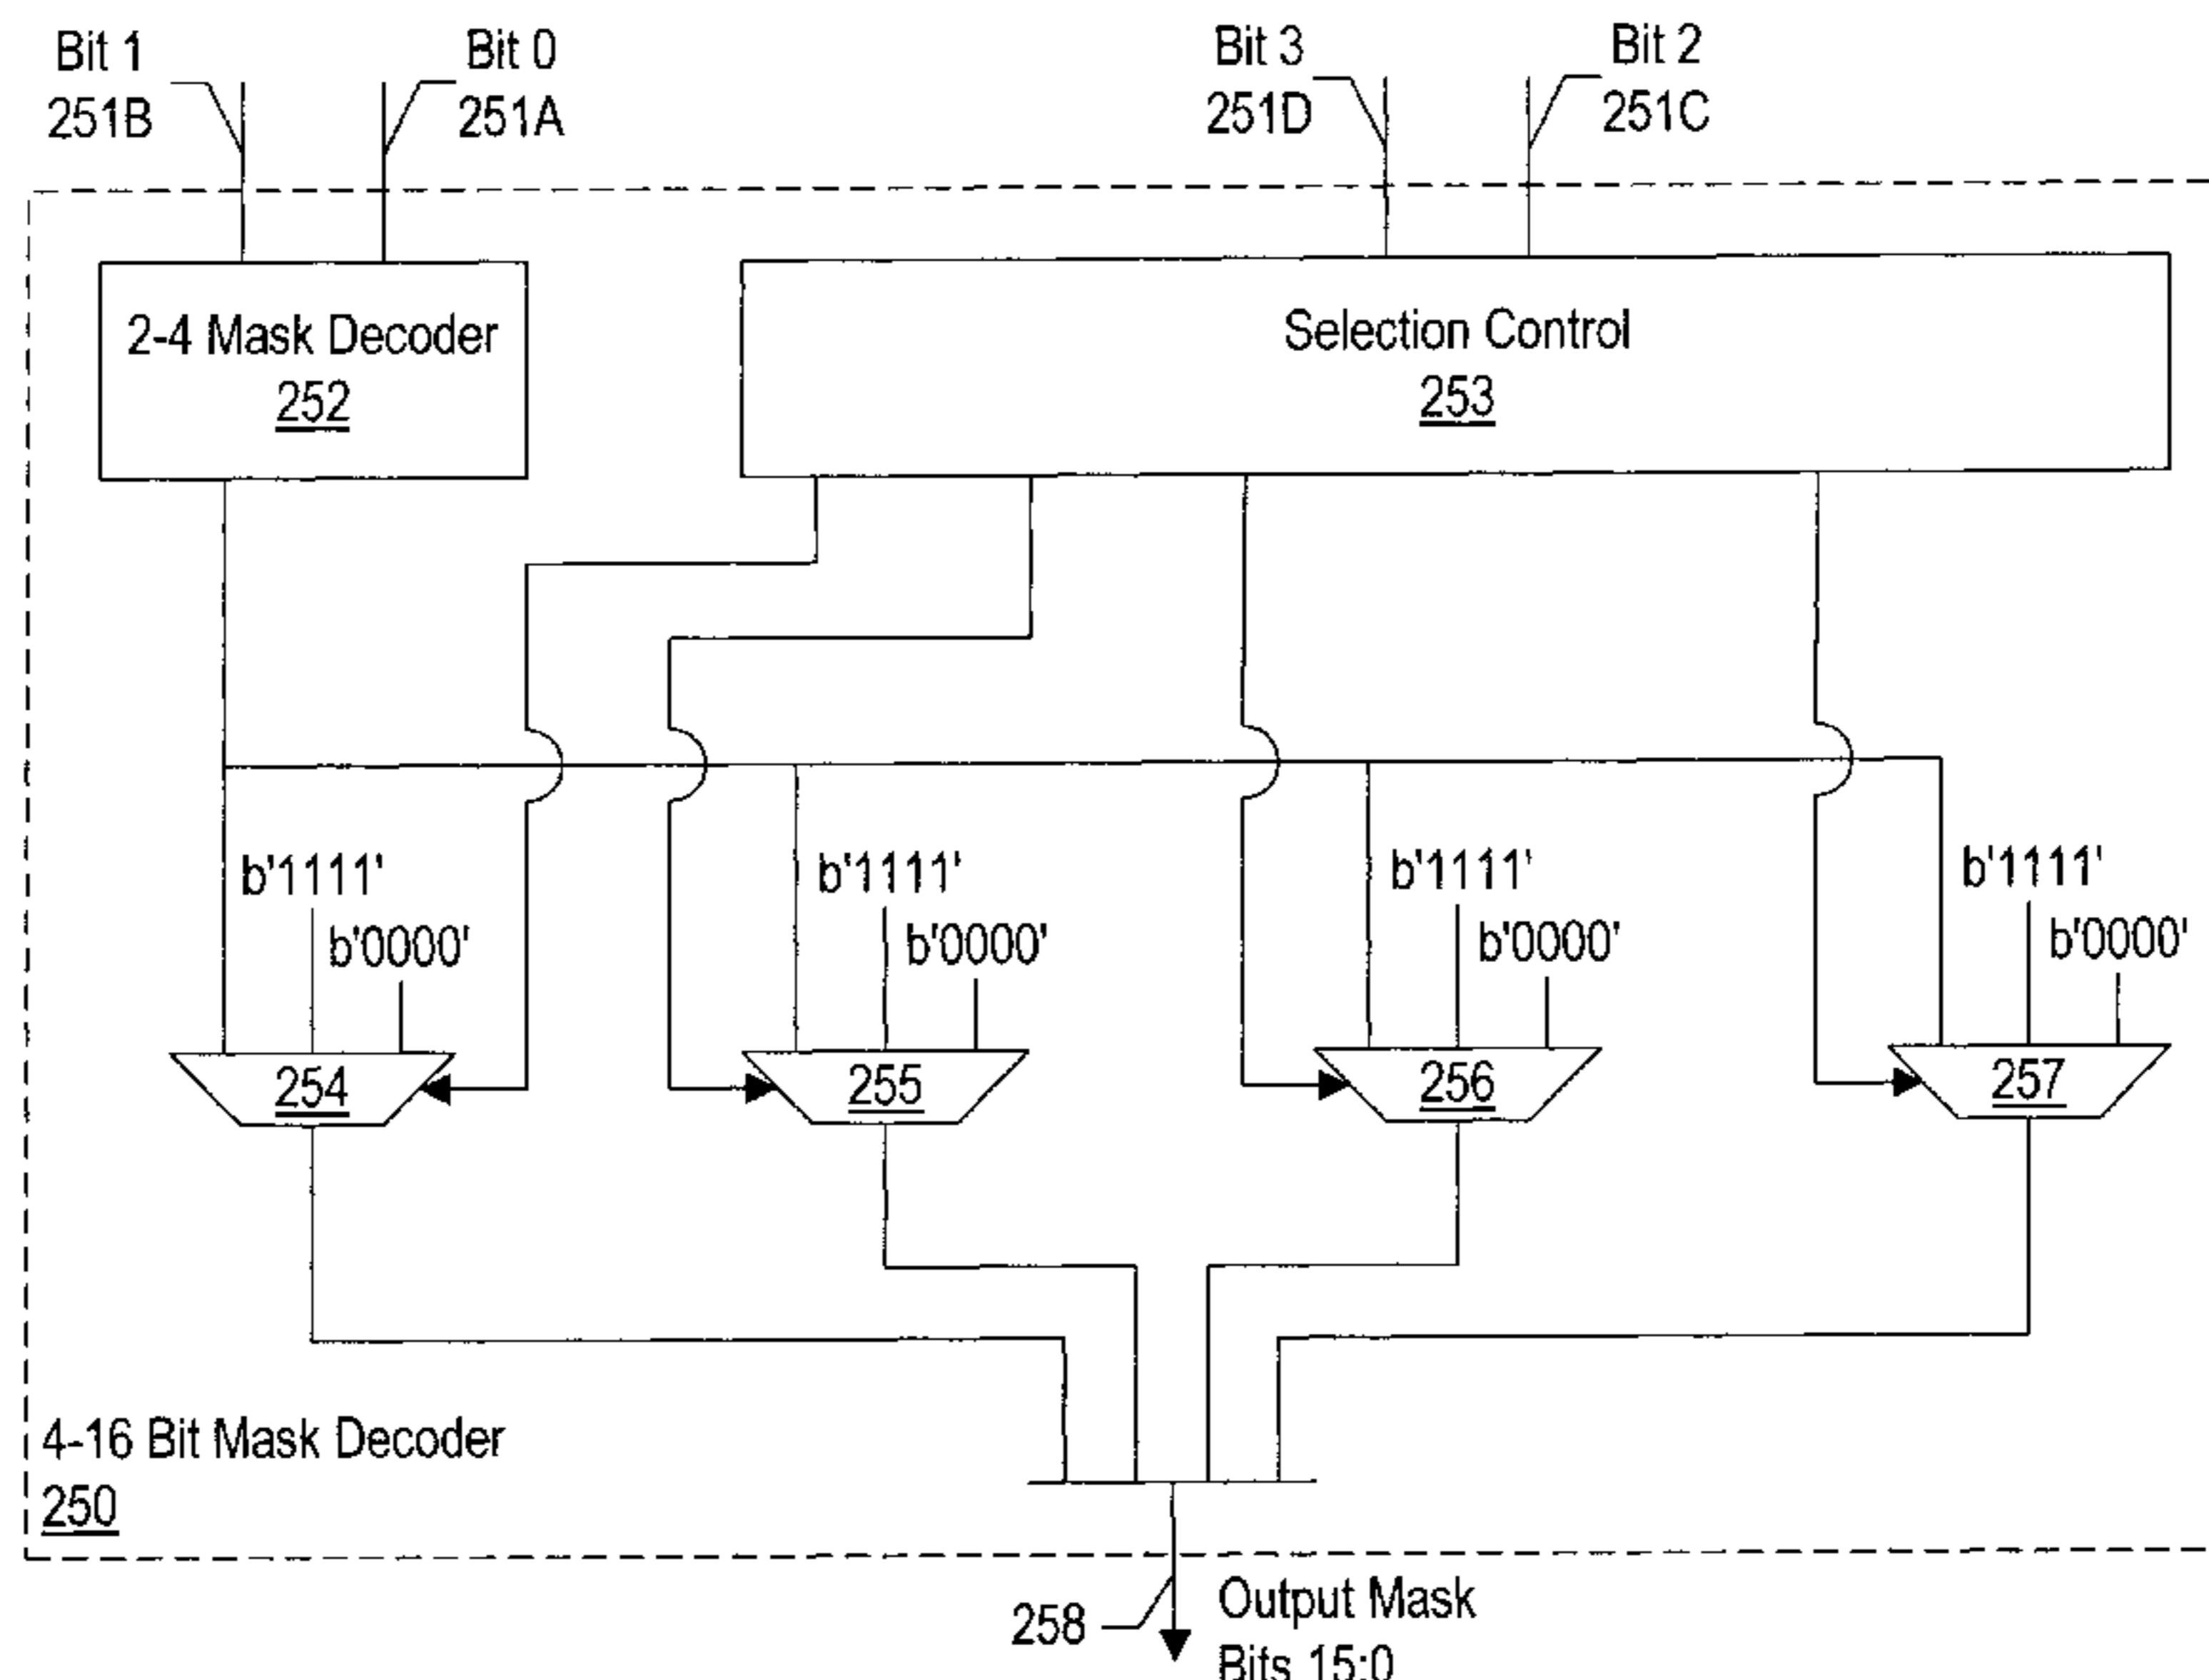 Bit 1
251B
Bit 0
251A
Bit 3
251D
Bit 2
251C
2-4 Mask Decoder
252
Selection Control
253
b'1111'
b'0000'
b'1111'
b'0000'
b'1111'
b'0000'
b'1111'
b'0000'
254
255
256
257
4-16 Bit Mask Decoder
250
258
Output Mask
Bits 15:0